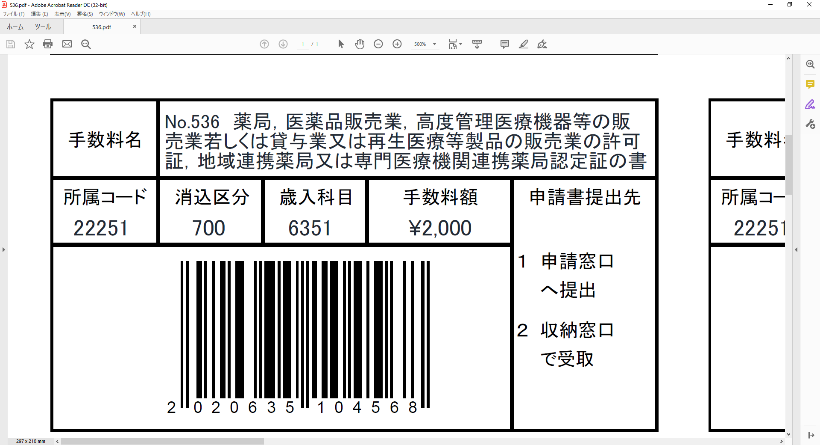 536.pdf - Adobe Acrobat Reader DC (32-bit)
ファイル(F) 編集(E) 表示(V) 署名(S) ウィンドウ(W) ヘルプ(H)
ホーム ツール 536.pdf ×
1 / 1 300%
手数料名
No.536 薬局，医薬品販売業，高度管理医療機器等の販
売業若しくは貸与業又は再生医療等製品の販売業の許可
証，地域連携薬局又は専門医療機関連携薬局認定証の書
手数料
所属コード 消込区分 歳入科目 手数料額 申請書提出先
所属コー
22251 700 6351 ¥2,000
22251
1 申請窓口
へ提出
2 収納窓口
で受取
2 020635 104568
297 x 210 mm